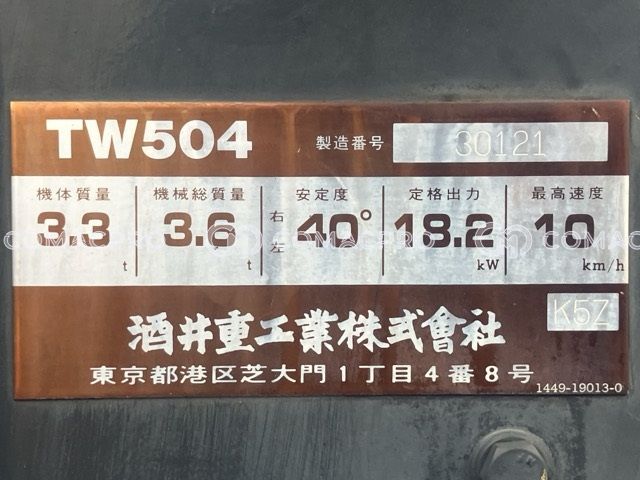 TW504 製造番号 30121
機体質量 機械総質量 安定度 定格出力 最高速度
3.3 t 3.6 t 右左 40° 18.2 kW 10 km/h
COMACPRO COMACPRO COMACPRO
K5Z
酒井重工業株式會社
東京都港区芝大門1丁目4番8号
1449-19013-0